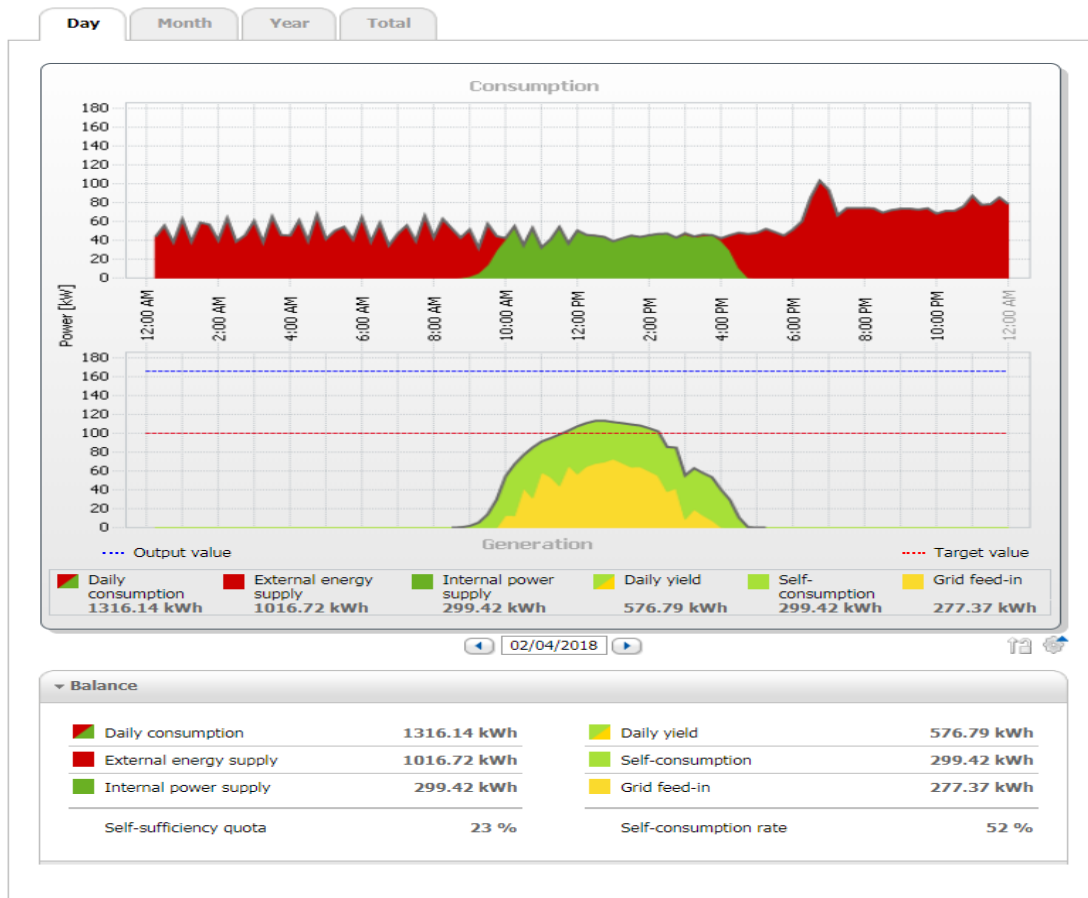 Day Month Year Total
Consumption
180
160
140
120
100
80
60
40
20
0
Power [kW]
12:00 AM 2:00 AM 4:00 AM 6:00 AM 8:00 AM 10:00 AM 12:00 PM 2:00 PM 4:00 PM 6:00 PM 8:00 PM 10:00 PM 12:00 AM
180
160
140
120
100
80
60
40
20
0
Generation
Output value Target value
Daily External energy Internal power Daily yield Self- Grid feed-in
consumption supply supply consumption
1316.14 kWh 1016.72 kWh 299.42 kWh 576.79 kWh 299.42 kWh 277.37 kWh
02/04/2018
Balance
Daily consumption 1316.14 kWh Daily yield 576.79 kWh
External energy supply 1016.72 kWh Self-consumption 299.42 kWh
Internal power supply 299.42 kWh Grid feed-in 277.37 kWh
Self-sufficiency quota 23 % Self-consumption rate 52 %